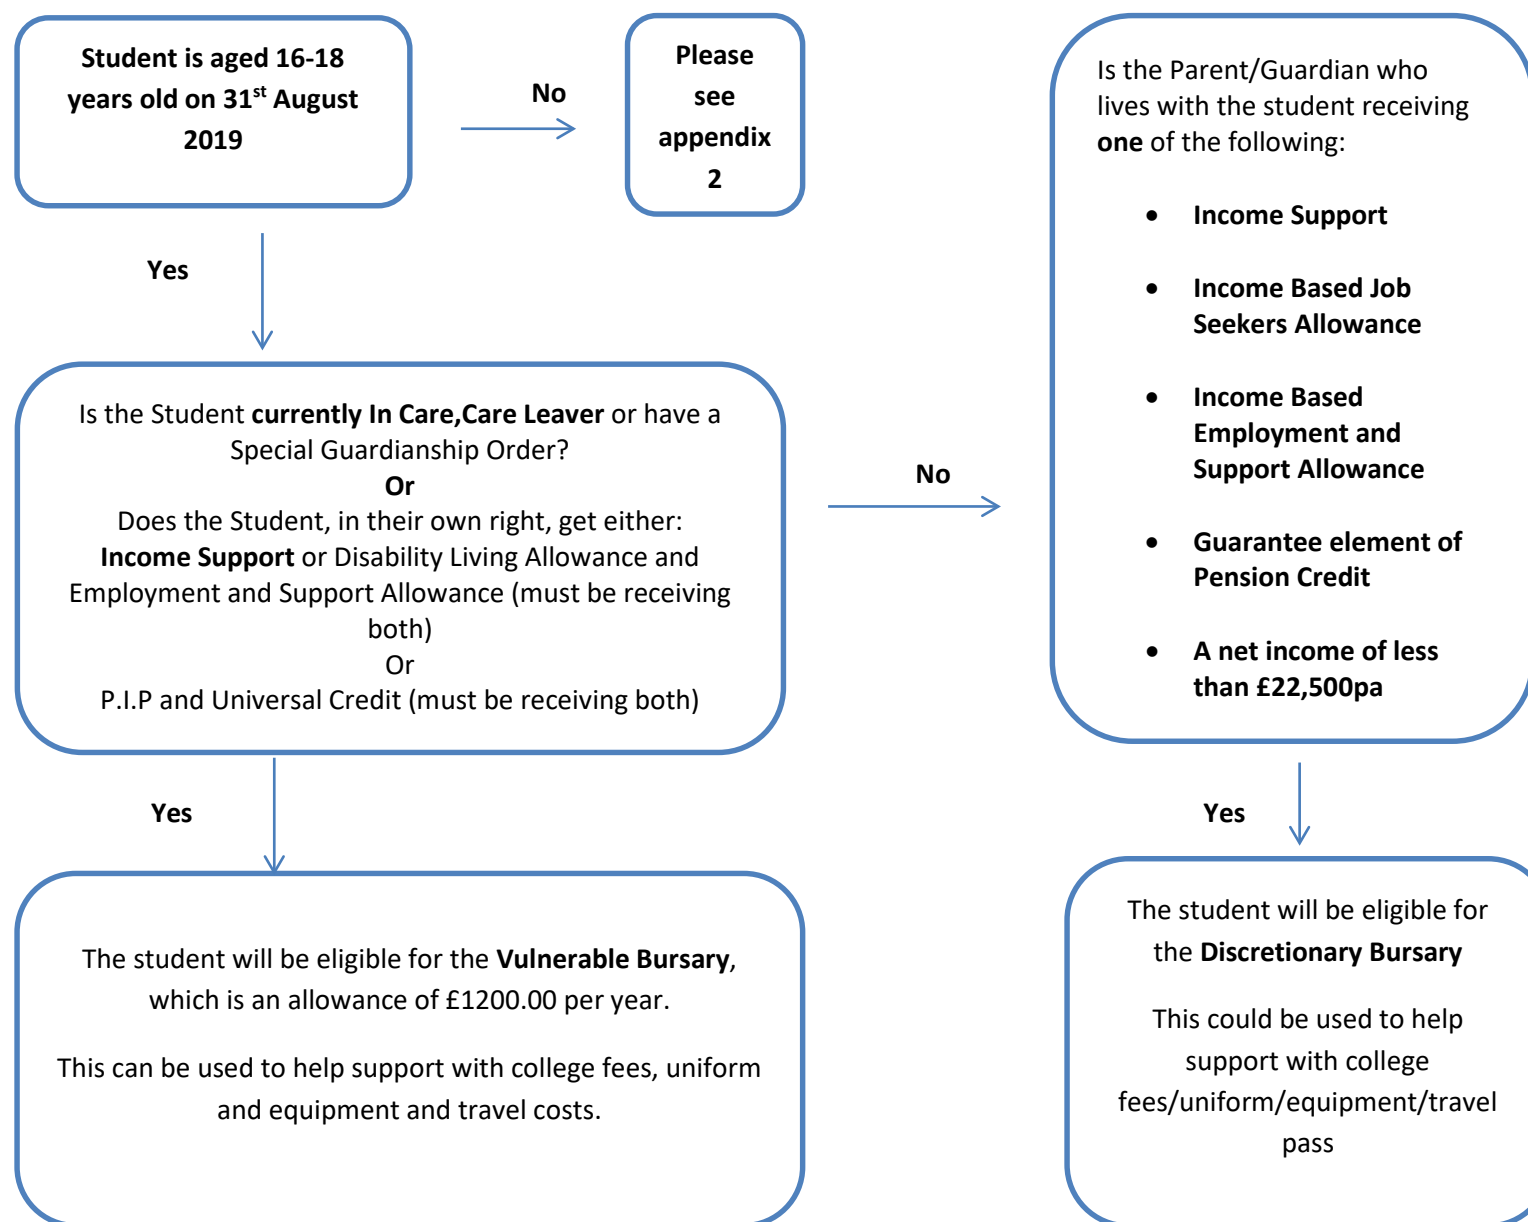 Student is aged 16-18
years old on 31st August
2019
No
Please
see
appendix
2
Yes
Is the Student currently In Care,Care Leaver or have a
Special Guardianship Order?
Or
Does the Student, in their own right, get either:
Income Support or Disability Living Allowance and
Employment and Support Allowance (must be receiving
both)
Or
P.I.P and Universal Credit (must be receiving both)
No
Is the Parent/Guardian who
lives with the student receiving
one of the following:
• Income Support
• Income Based Job
Seekers Allowance
• Income Based
Employment and
Support Allowance
• Guarantee element of
Pension Credit
• A net income of less
than £22,500pa
Yes
The student will be eligible for the Vulnerable Bursary,
which is an allowance of £1200.00 per year.
This can be used to help support with college fees, uniform
and equipment and travel costs.
Yes
The student will be eligible for
the Discretionary Bursary
This could be used to help
support with college
fees/uniform/equipment/travel
pass